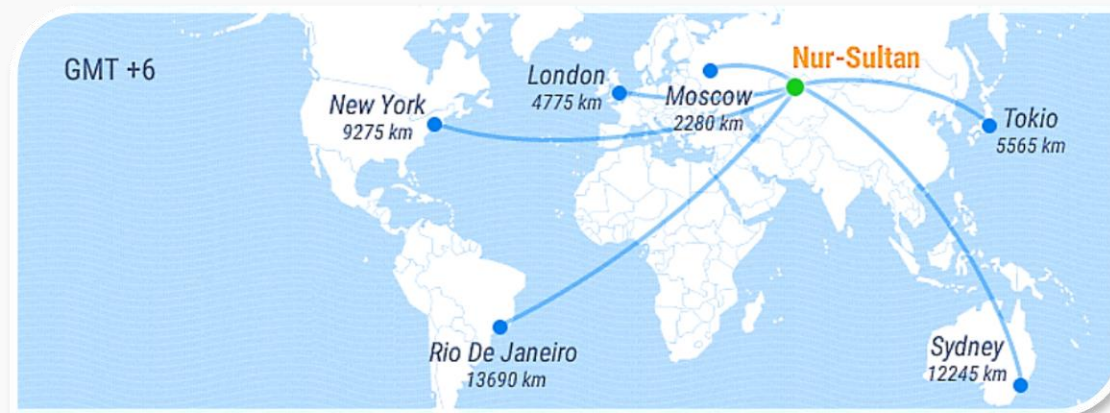 GMT +6
Nur-Sultan
London
4775 km
Moscow
2280 km
New York
9275 km
Tokio
5565 km
Rio De Janeiro
13690 km
Sydney
12245 km